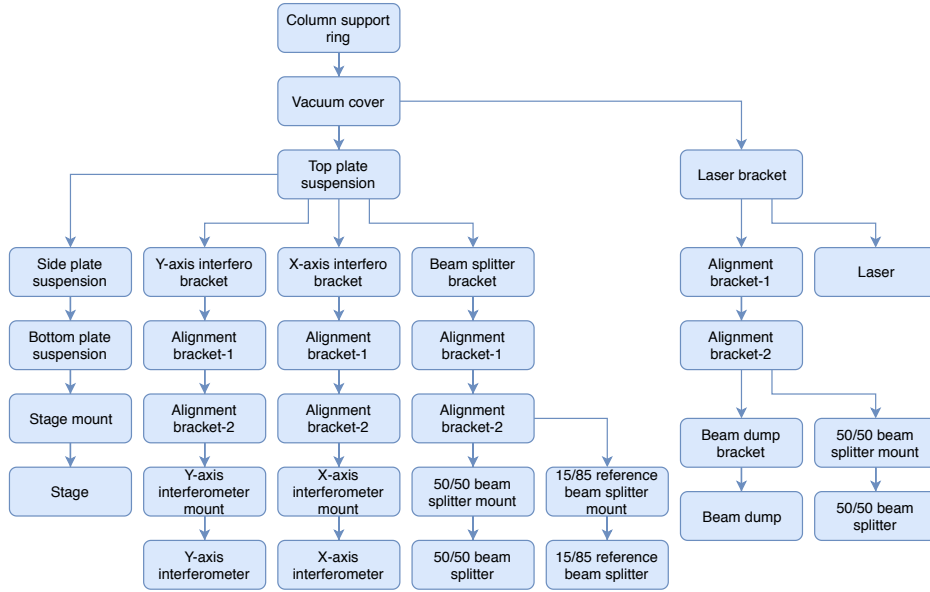 Column support
ring
Vacuum cover
Top plate
suspension
Laser bracket
Side plate
suspension
Y-axis interfero
bracket
X-axis interfero
bracket
Beam splitter
bracket
Alignment
bracket-1
Laser
Bottom plate
suspension
Alignment
bracket-1
Alignment
bracket-1
Alignment
bracket-1
Alignment
bracket-2
Stage mount
Alignment
bracket-2
Alignment
bracket-2
Alignment
bracket-2
Beam dump
bracket
50/50 beam
splitter mount
Stage
Y-axis
interferometer
mount
X-axis
interferometer
mount
50/50 beam
splitter mount
15/85 reference
beam splitter
mount
Beam dump
50/50 beam
splitter
Y-axis
interferometer
X-axis
interferometer
50/50 beam
splitter
15/85 reference
beam splitter